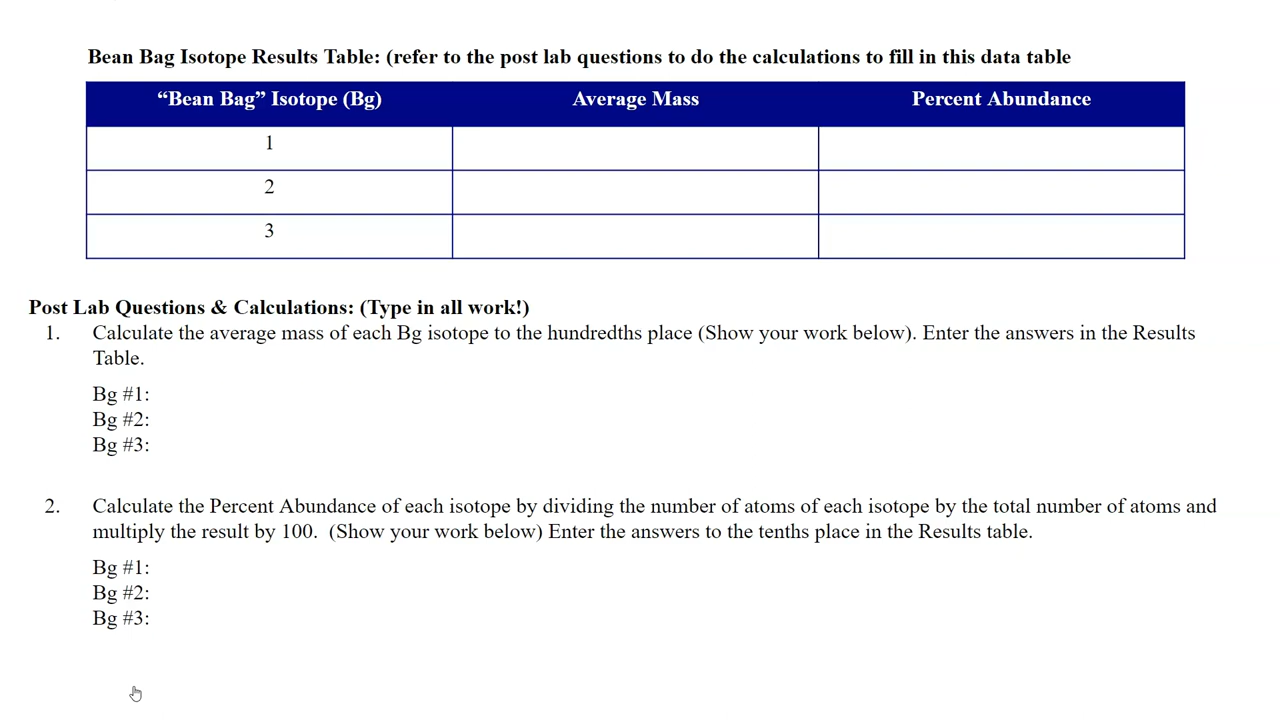 Bean Bag Isotope Results Table: (refer to the post lab questions to do the calculations to fill in this data table
“Bean Bag” Isotope (Bg) Average Mass Percent Abundance
1
2
3
Post Lab Questions & Calculations: (Type in all work!)
1. Calculate the average mass of each Bg isotope to the hundredths place (Show your work below). Enter the answers in the Results
Table.
Bg #1:
Bg #2:
Bg #3:
2. Calculate the Percent Abundance of each isotope by dividing the number of atoms of each isotope by the total number of atoms and
multiply the result by 100. (Show your work below) Enter the answers to the tenths place in the Results table.
Bg #1:
Bg #2:
Bg #3: